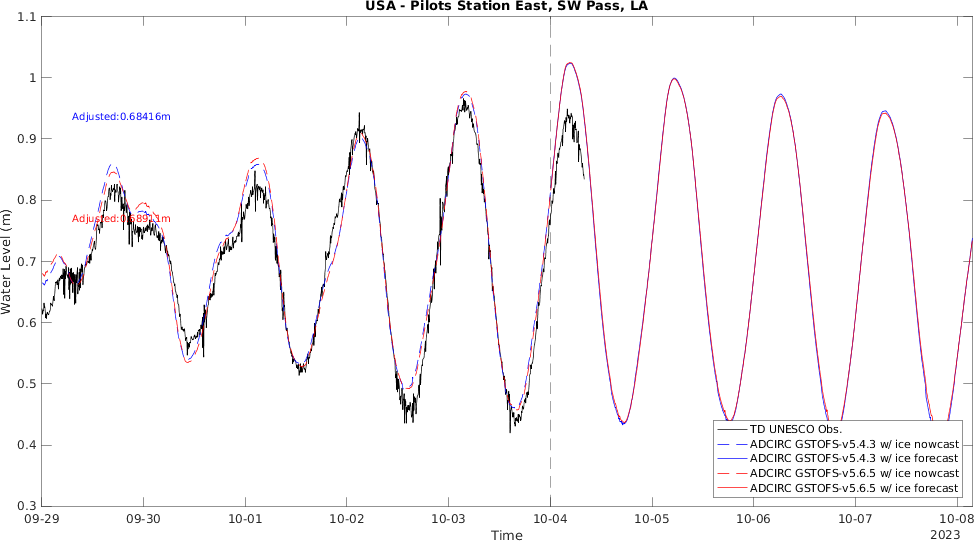 USA - Pilots Station East, SW Pass, LA
1.1
1
0.9
0.8
0.7
0.6
0.5
0.4
0.3
Water Level (m)
Adjusted:0.68416m
Adjusted:0.68911m
TD UNESCO Obs.
ADCIRC GSTOFS-v5.4.3 w/ ice nowcast
ADCIRC GSTOFS-v5.4.3 w/ ice forecast
ADCIRC GSTOFS-v5.6.5 w/ ice nowcast
ADCIRC GSTOFS-v5.6.5 w/ ice forecast
09-29 09-30 10-01 10-02 10-03 10-04 10-05 10-06 10-07 10-08
Time
2023